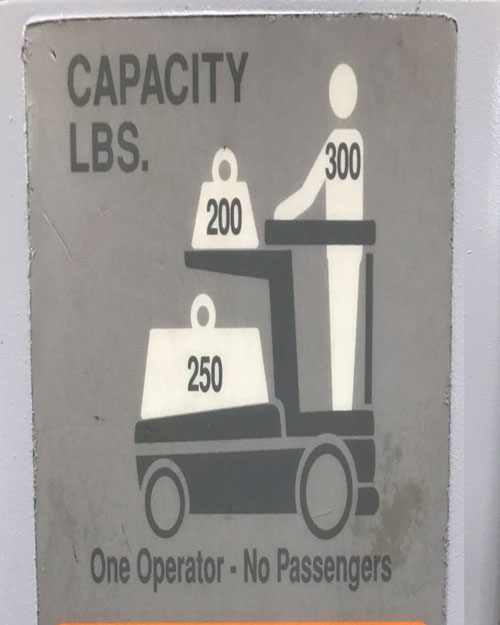 CAPACITY
LBS.
300
200
250
One Operator - No Passengers